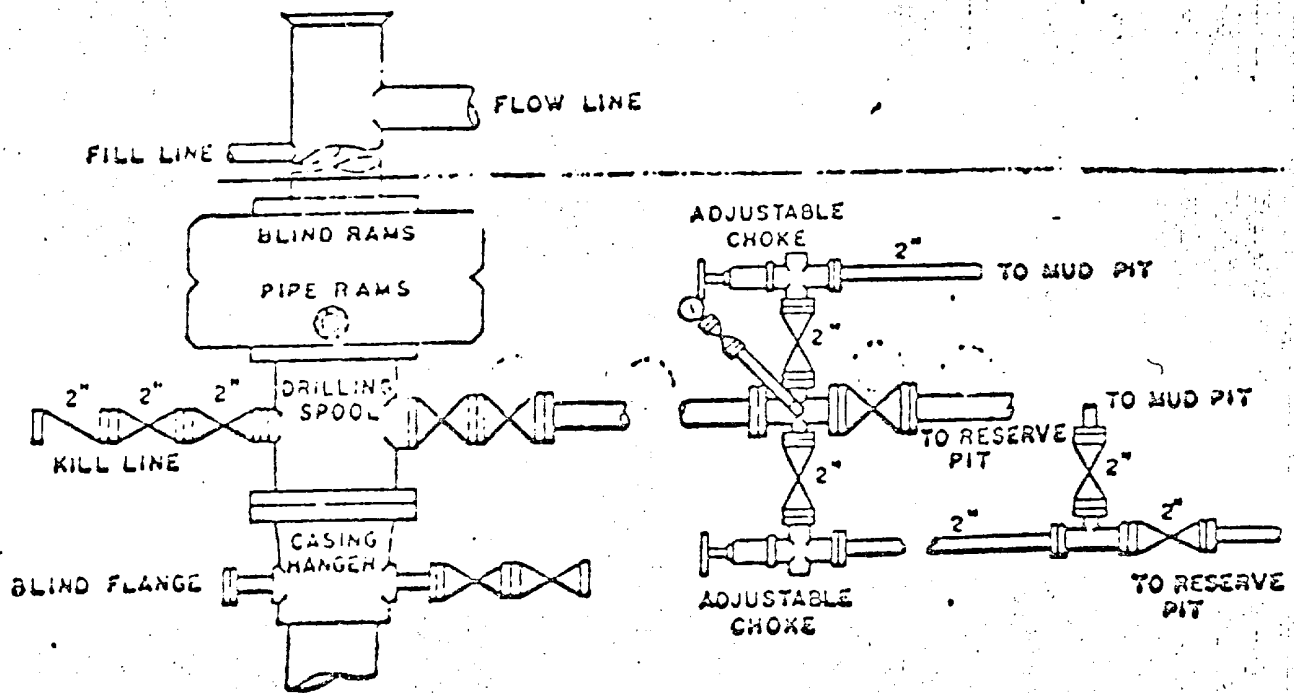 FLOW LINE
FILL LINE
BLIND RAMS
PIPE RAMS
ADJUSTABLE
CHOKE
2"
TO MUD PIT
2"
2" 2" 2"
DRILLING
SPOOL
KILL LINE
TO RESERVE
PIT
TO MUD PIT
2"
2"
2"
2"
CASING
HANGER
BLIND FLANGE
ADJUSTABLE
CHOKE
TO RESERVE
PIT